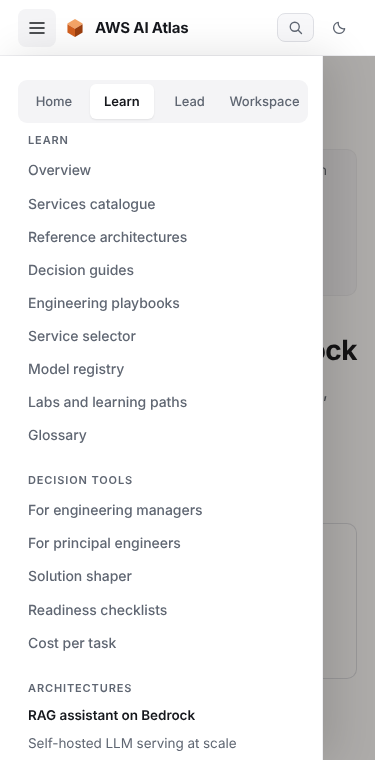 AWS AI Atlas
Home Learn Lead Workspace
LEARN
Overview
Services catalogue
Reference architectures
Decision guides
Engineering playbooks
Service selector
Model registry
Labs and learning paths
Glossary
DECISION TOOLS
For engineering managers
For principal engineers
Solution shaper
Readiness checklists
Cost per task
ARCHITECTURES
RAG assistant on Bedrock
Self-hosted LLM serving at scale